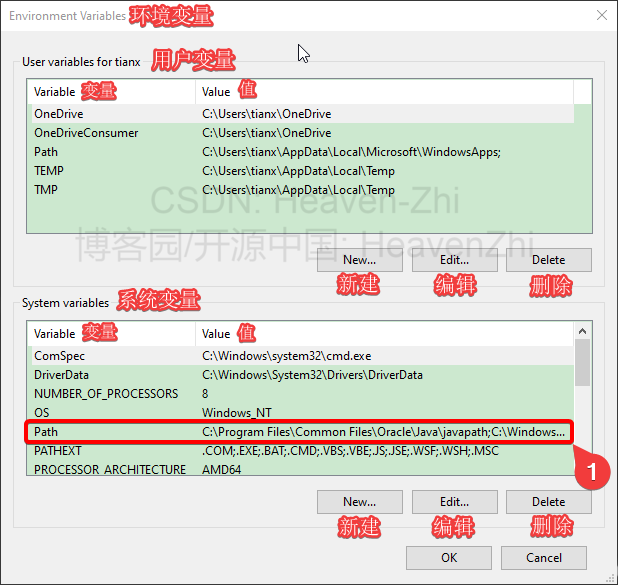 Environment Variables 环境变量
User variables for tianx 用户变量
Variable 变量 Value 值
OneDrive C:\Users\tianx\OneDrive
OneDriveConsumer C:\Users\tianx\OneDrive
Path C:\Users\tianx\AppData\Local\Microsoft\WindowsApps;
TEMP C:\Users\tianx\AppData\Local\Temp
TMP C:\Users\tianx\AppData\Local\Temp
CSDN: Heaven-Zhi
博客园/开源中国: HeavenZhi
New... Edit... Delete
新建 编辑 删除
System variables 系统变量
Variable 变量 Value 值
ComSpec C:\Windows\system32\cmd.exe
DriverData C:\Windows\System32\Drivers\DriverData
NUMBER_OF_PROCESSORS 8
OS Windows_NT
Path C:\Program Files\Common Files\Oracle\Java\javapath;C:\Windows...
PATHEXT .COM;.EXE;.BAT;.CMD;.VBS;.VBE;.JS;.JSE;.WSF;.WSH;.MSC
PROCESSOR_ARCHITECTURE AMD64
1
New... Edit... Delete
新建 编辑 删除
OK Cancel